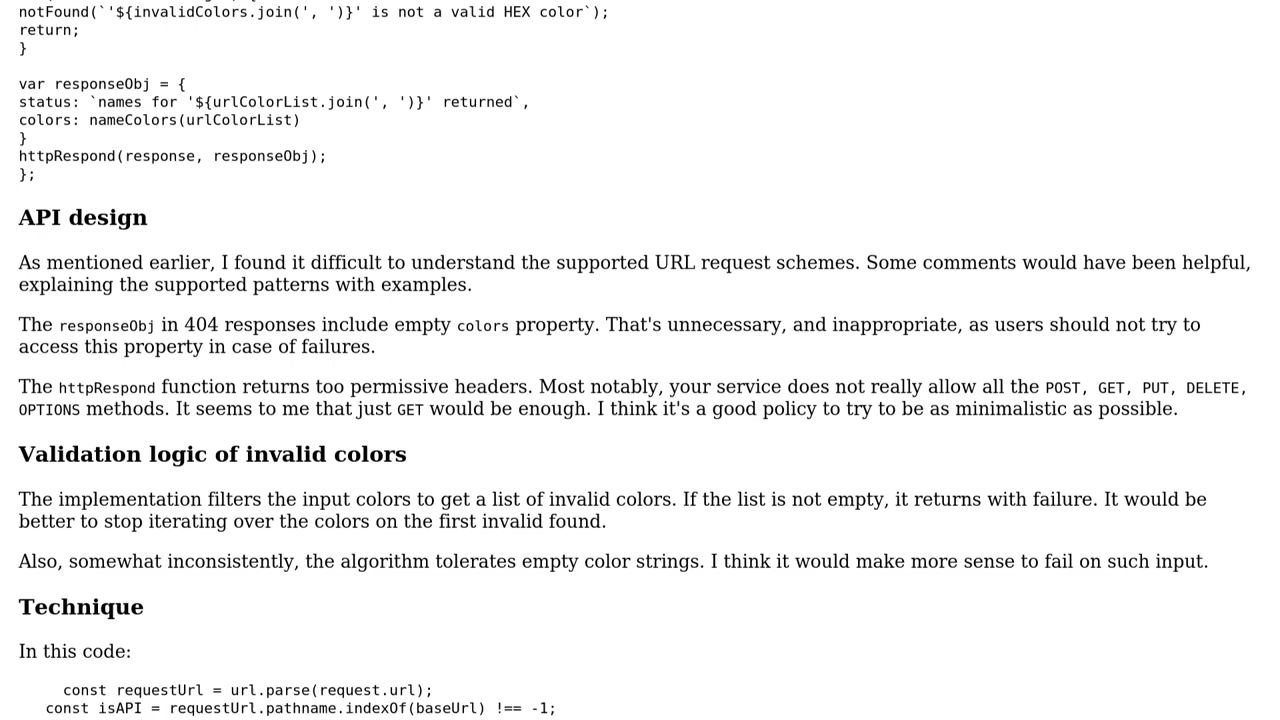 notFound(`'${invalidColors.join(', ')}' is not a valid HEX color`);
return;
}
var responseObj = {
status: `names for '${urlColorList.join(', ')}' returned`,
colors: nameColors(urlColorList)
}
httpRespond(response, responseObj);
};
API design
As mentioned earlier, I found it difficult to understand the supported URL request schemes. Some comments would have been helpful,
explaining the supported patterns with examples.
The responseObj in 404 responses include empty colors property. That's unnecessary, and inappropriate, as users should not try to
access this property in case of failures.
The httpRespond function returns too permissive headers. Most notably, your service does not really allow all the POST, GET, PUT, DELETE,
OPTIONS methods. It seems to me that just GET would be enough. I think it's a good policy to try to be as minimalistic as possible.
Validation logic of invalid colors
The implementation filters the input colors to get a list of invalid colors. If the list is not empty, it returns with failure. It would be
better to stop iterating over the colors on the first invalid found.
Also, somewhat inconsistently, the algorithm tolerates empty color strings. I think it would make more sense to fail on such input.
Technique
In this code:
const requestUrl = url.parse(request.url);
const isAPI = requestUrl.pathname.indexOf(baseUrl) !== -1;